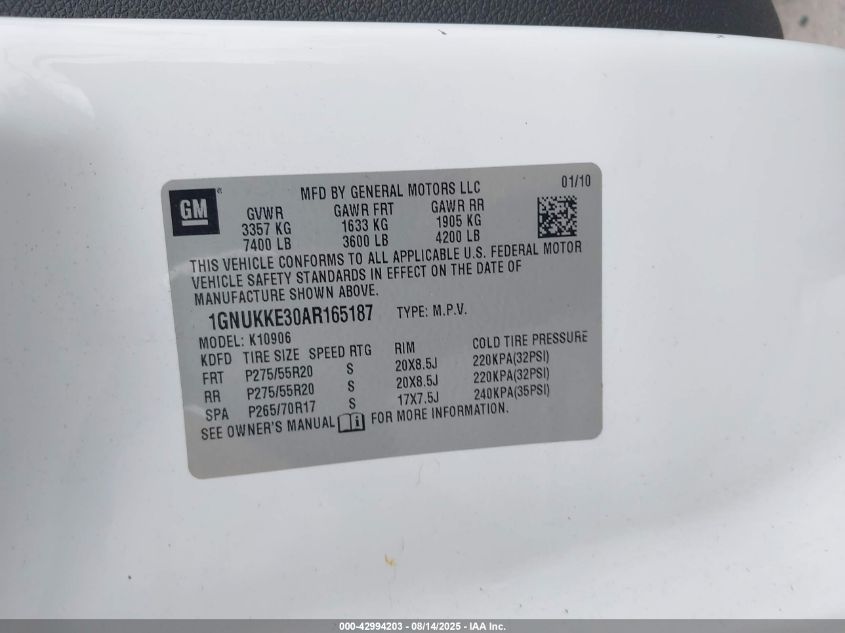 GM
®
MFD BY GENERAL MOTORS LLC
01/10
GVWR GAWR FRT GAWR RR
3357 KG 1633 KG 1905 KG
7400 LB 3600 LB 4200 LB
THIS VEHICLE CONFORMS TO ALL APPLICABLE U.S. FEDERAL MOTOR
VEHICLE SAFETY STANDARDS IN EFFECT ON THE DATE OF
MANUFACTURE SHOWN ABOVE.
1GNUKKE30AR165187 TYPE: M.P.V.
MODEL: K10906
KDFD TIRE SIZE SPEED RTG RIM COLD TIRE PRESSURE
FRT P275/55R20 S 20X8.5J 220KPA(32PSI)
RR P275/55R20 S 20X8.5J 220KPA(32PSI)
SPA P265/70R17 S 17X7.5J 240KPA(35PSI)
SEE OWNER'S MANUAL i FOR MORE INFORMATION.
000-42994203 - 08/14/2025 - IAA Inc.